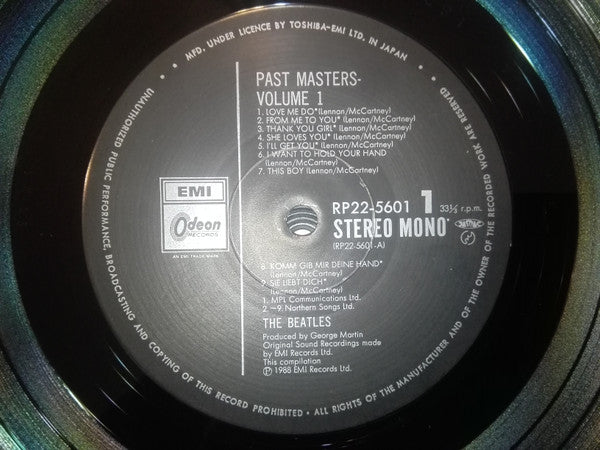 MFD. UNDER LICENCE BY TOSHIBA-EMI LTD. IN JAPAN
UNAUTHORIZED PUBLIC PERFORMANCE, BROADCASTING AND COPYING OF THIS RECORD PROHIBITED • ALL RIGHTS OF THE MANUFACTURER AND OF THE OWNER OF THE RECORDED WORK ARE RESERVED
PAST MASTERS-
VOLUME 1
1. LOVE ME DO* (Lennon/McCartney)
2. FROM ME TO YOU* (Lennon/McCartney)
3. THANK YOU GIRL* (Lennon/McCartney)
4. SHE LOVES YOU* (Lennon/McCartney)
5. I'LL GET YOU* (Lennon/McCartney)
6. I WANT TO HOLD YOUR HAND
(Lennon/McCartney)
7. THIS BOY (Lennon/McCartney)
EMI
Odeon
RECORDS
AN EMI TRADE MARK
RP22-5601 1 33⅓ r.p.m.
STEREO MONO*
(RP22-5601-A)
8. KOMM GIB MIR DEINE HAND*
(Lennon/McCartney)
9. SIE LIEBT DICH*
(Lennon/McCartney)
1. MPL Communications Ltd.
2 –9. Northern Songs Ltd.
THE BEATLES
Produced by George Martin
Original Sound Recordings made
by EMI Records Ltd.
This compilation
℗ 1988 EMI Records Ltd.